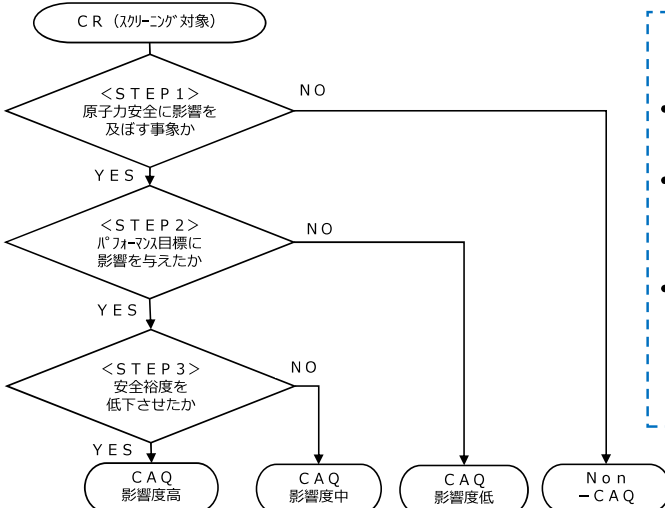 CR(スクリーニング対象)
<STEP1>
原子力安全に影響を
及ぼす事象か
NO
YES
<STEP2>
パフォーマンス目標に
影響を与えたか
NO
YES
<STEP3>
安全裕度を
低下させたか
NO
YES
CAQ
影響度高
CAQ
影響度中
CAQ
影響度低
Non
-CAQ